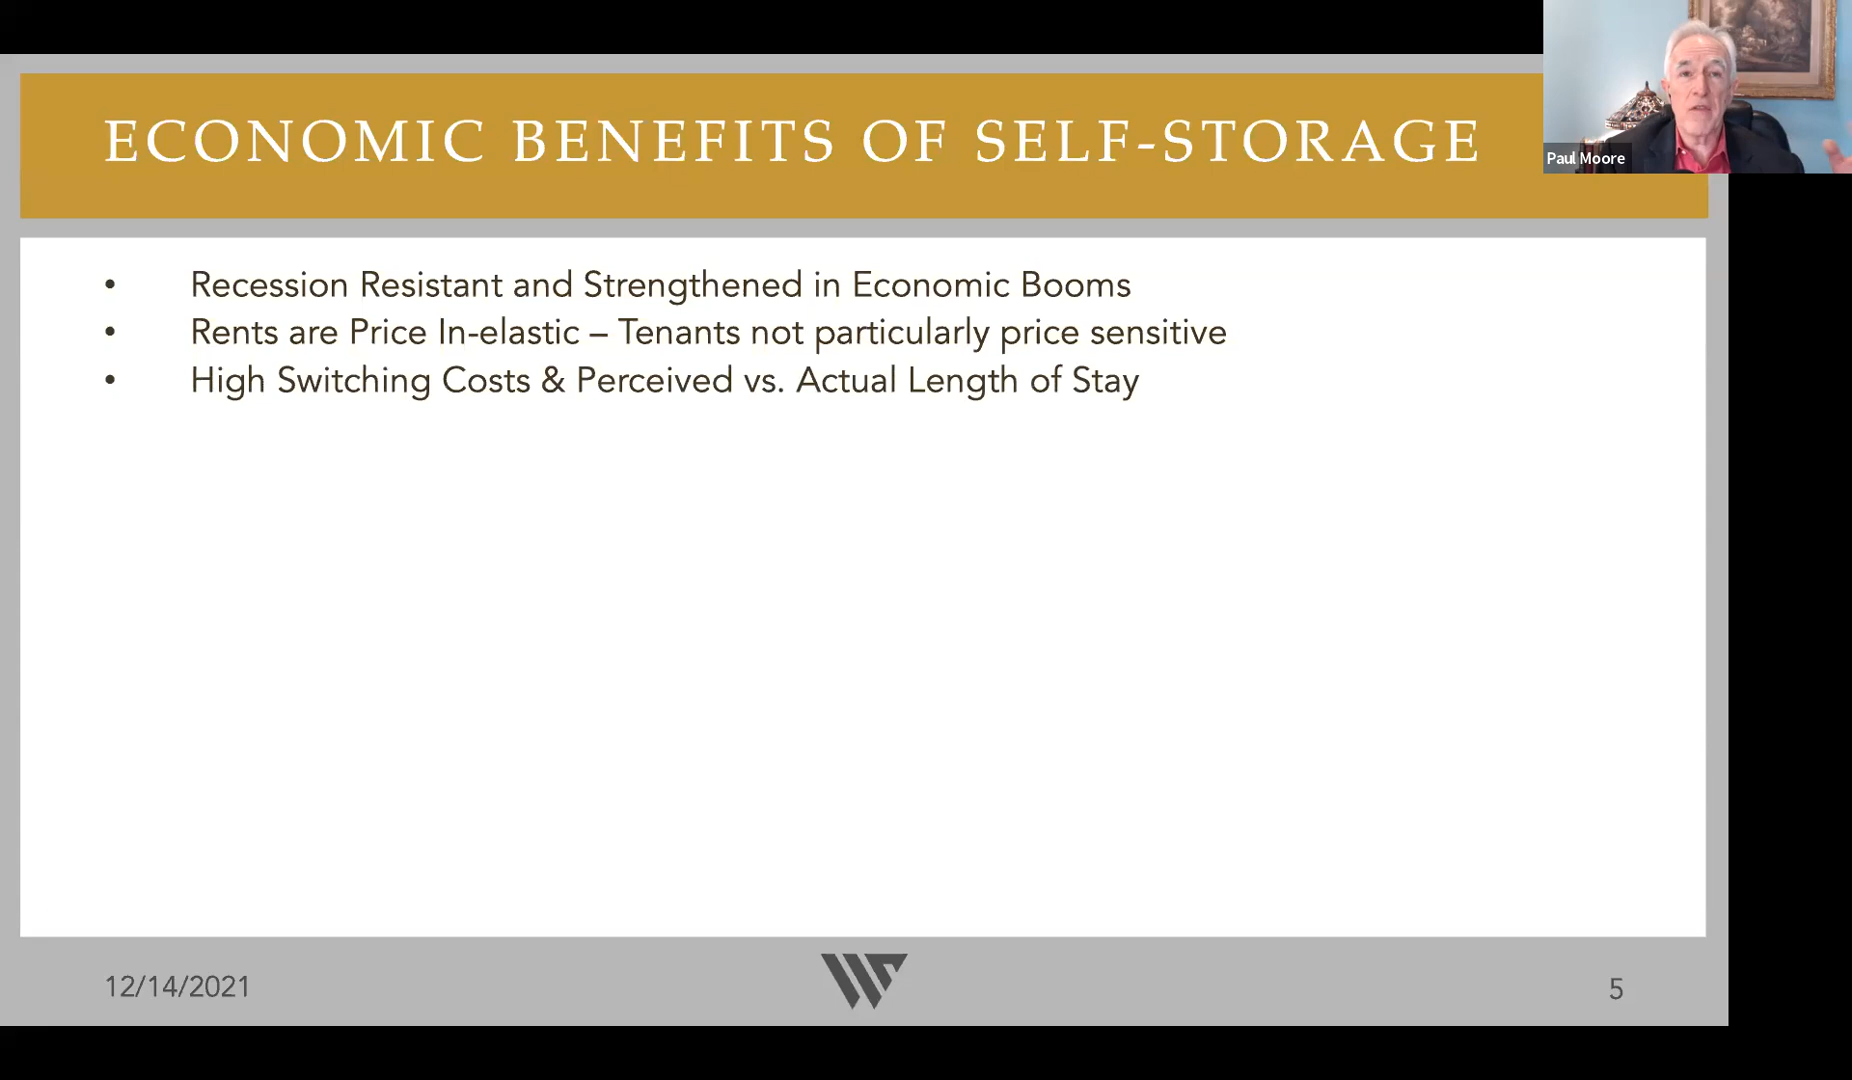 ECONOMIC BENEFITS OF SELF-STORAGE
Paul Moore
• Recession Resistant and Strengthened in Economic Booms
• Rents are Price In-elastic – Tenants not particularly price sensitive
• High Switching Costs & Perceived vs. Actual Length of Stay
12/14/2021
5